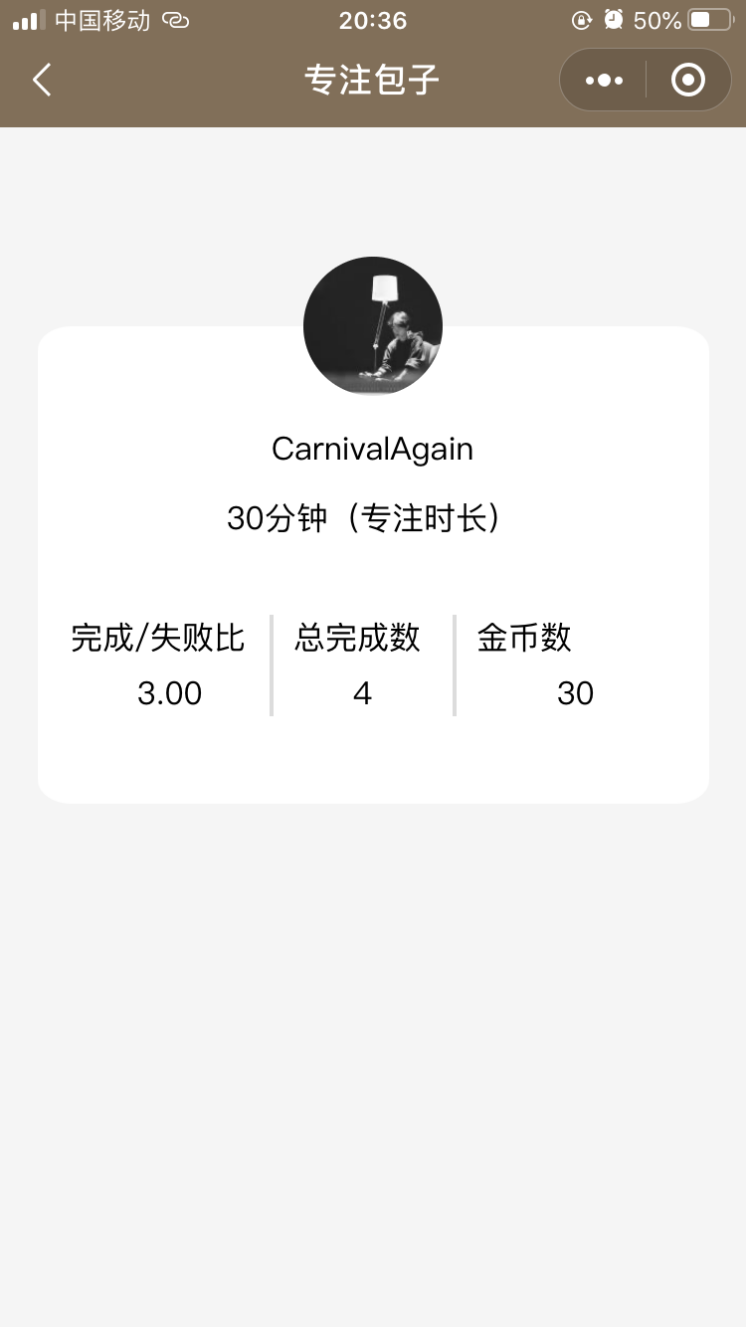 中国移动 20:36 50%
专注包子
CarnivalAgain
30分钟（专注时长）
完成/失败比 总完成数 金币数
3.00 4 30